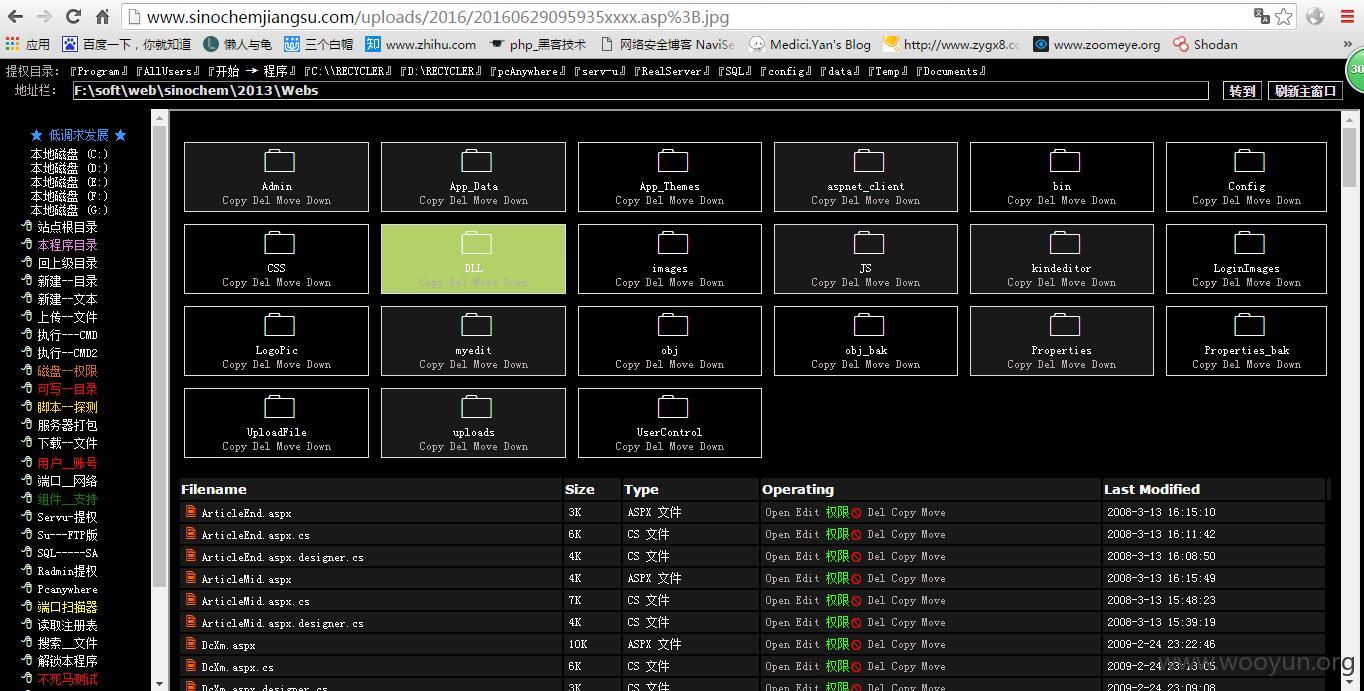 www.sinochemjiangsu.com/uploads/2016/20160629095935xxxx.asp%3B.jpg
应用 百度一下，你就知道 懒人与龟 三个白帽 www.zhihu.com php_黑客技术 网络安全博客 NaviSe Medici.Yan's Blog http://www.zygx8.cc www.zoomeye.org Shodan »
提权目录: 『Program』 『AllUsers』 『开始 → 程序』 『C:\\RECYCLER』 『D:\RECYCLER』 『pcAnywhere』 『serv-u』 『RealServer』 『SQL』 『config』 『data』 『Temp』 『Documents』
30
地址栏: F:\soft\web\sinochem\2013\Webs 转到 刷新主窗口
★ 低调求发展 ★
本地磁盘 (C:)
本地磁盘 (D:)
本地磁盘 (E:)
本地磁盘 (F:)
本地磁盘 (G:)
站点根目录
本程序目录
回上级目录
新建--目录
新建--文本
上传--文件
执行---CMD
执行---CMD2
磁盘--权限
可写--目录
脚本--探测
服务器打包
下载--文件
用户__账号
端口__网络
组件__支持
Servu-提权
Su---FTP版
SQL-----SA
Radmin提权
Pcanywhere
端口扫描器
读取注册表
搜索__文件
解锁本程序
不死马测试
Admin App_Data App_Themes aspnet_client bin Config
Copy Del Move Down Copy Del Move Down Copy Del Move Down Copy Del Move Down Copy Del Move Down Copy Del Move Down
CSS DLL images JS kindeditor LoginImages
Copy Del Move Down Copy Del Move Down Copy Del Move Down Copy Del Move Down Copy Del Move Down Copy Del Move Down
LogoPic myedit obj obj_bak Properties Properties_bak
Copy Del Move Down Copy Del Move Down Copy Del Move Down Copy Del Move Down Copy Del Move Down Copy Del Move Down
UploadFile uploads UserControl
Copy Del Move Down Copy Del Move Down Copy Del Move Down
Filename Size Type Operating Last Modified
ArticleEnd.aspx 3K ASPX 文件 Open Edit 权限 Del Copy Move 2008-3-13 16:15:10
ArticleEnd.aspx.cs 6K CS 文件 Open Edit 权限 Del Copy Move 2008-3-13 16:11:42
ArticleEnd.aspx.designer.cs 4K CS 文件 Open Edit 权限 Del Copy Move 2008-3-13 16:08:50
ArticleMid.aspx 4K ASPX 文件 Open Edit 权限 Del Copy Move 2008-3-13 16:15:49
ArticleMid.aspx.cs 7K CS 文件 Open Edit 权限 Del Copy Move 2008-3-13 15:48:23
ArticleMid.aspx.designer.cs 4K CS 文件 Open Edit 权限 Del Copy Move 2008-3-13 15:39:19
DcXm.aspx 10K ASPX 文件 Open Edit 权限 Del Copy Move 2009-2-24 23:22:46
DcXm.aspx.cs 6K CS 文件 Open Edit 权限 Del Copy Move 2009-2-24 23:13:05
DcXm.aspx.designer.cs 3K CS 文件 Open Edit 权限 Del Copy Move 2009-2-24 23:09:08
www.wooyun.org